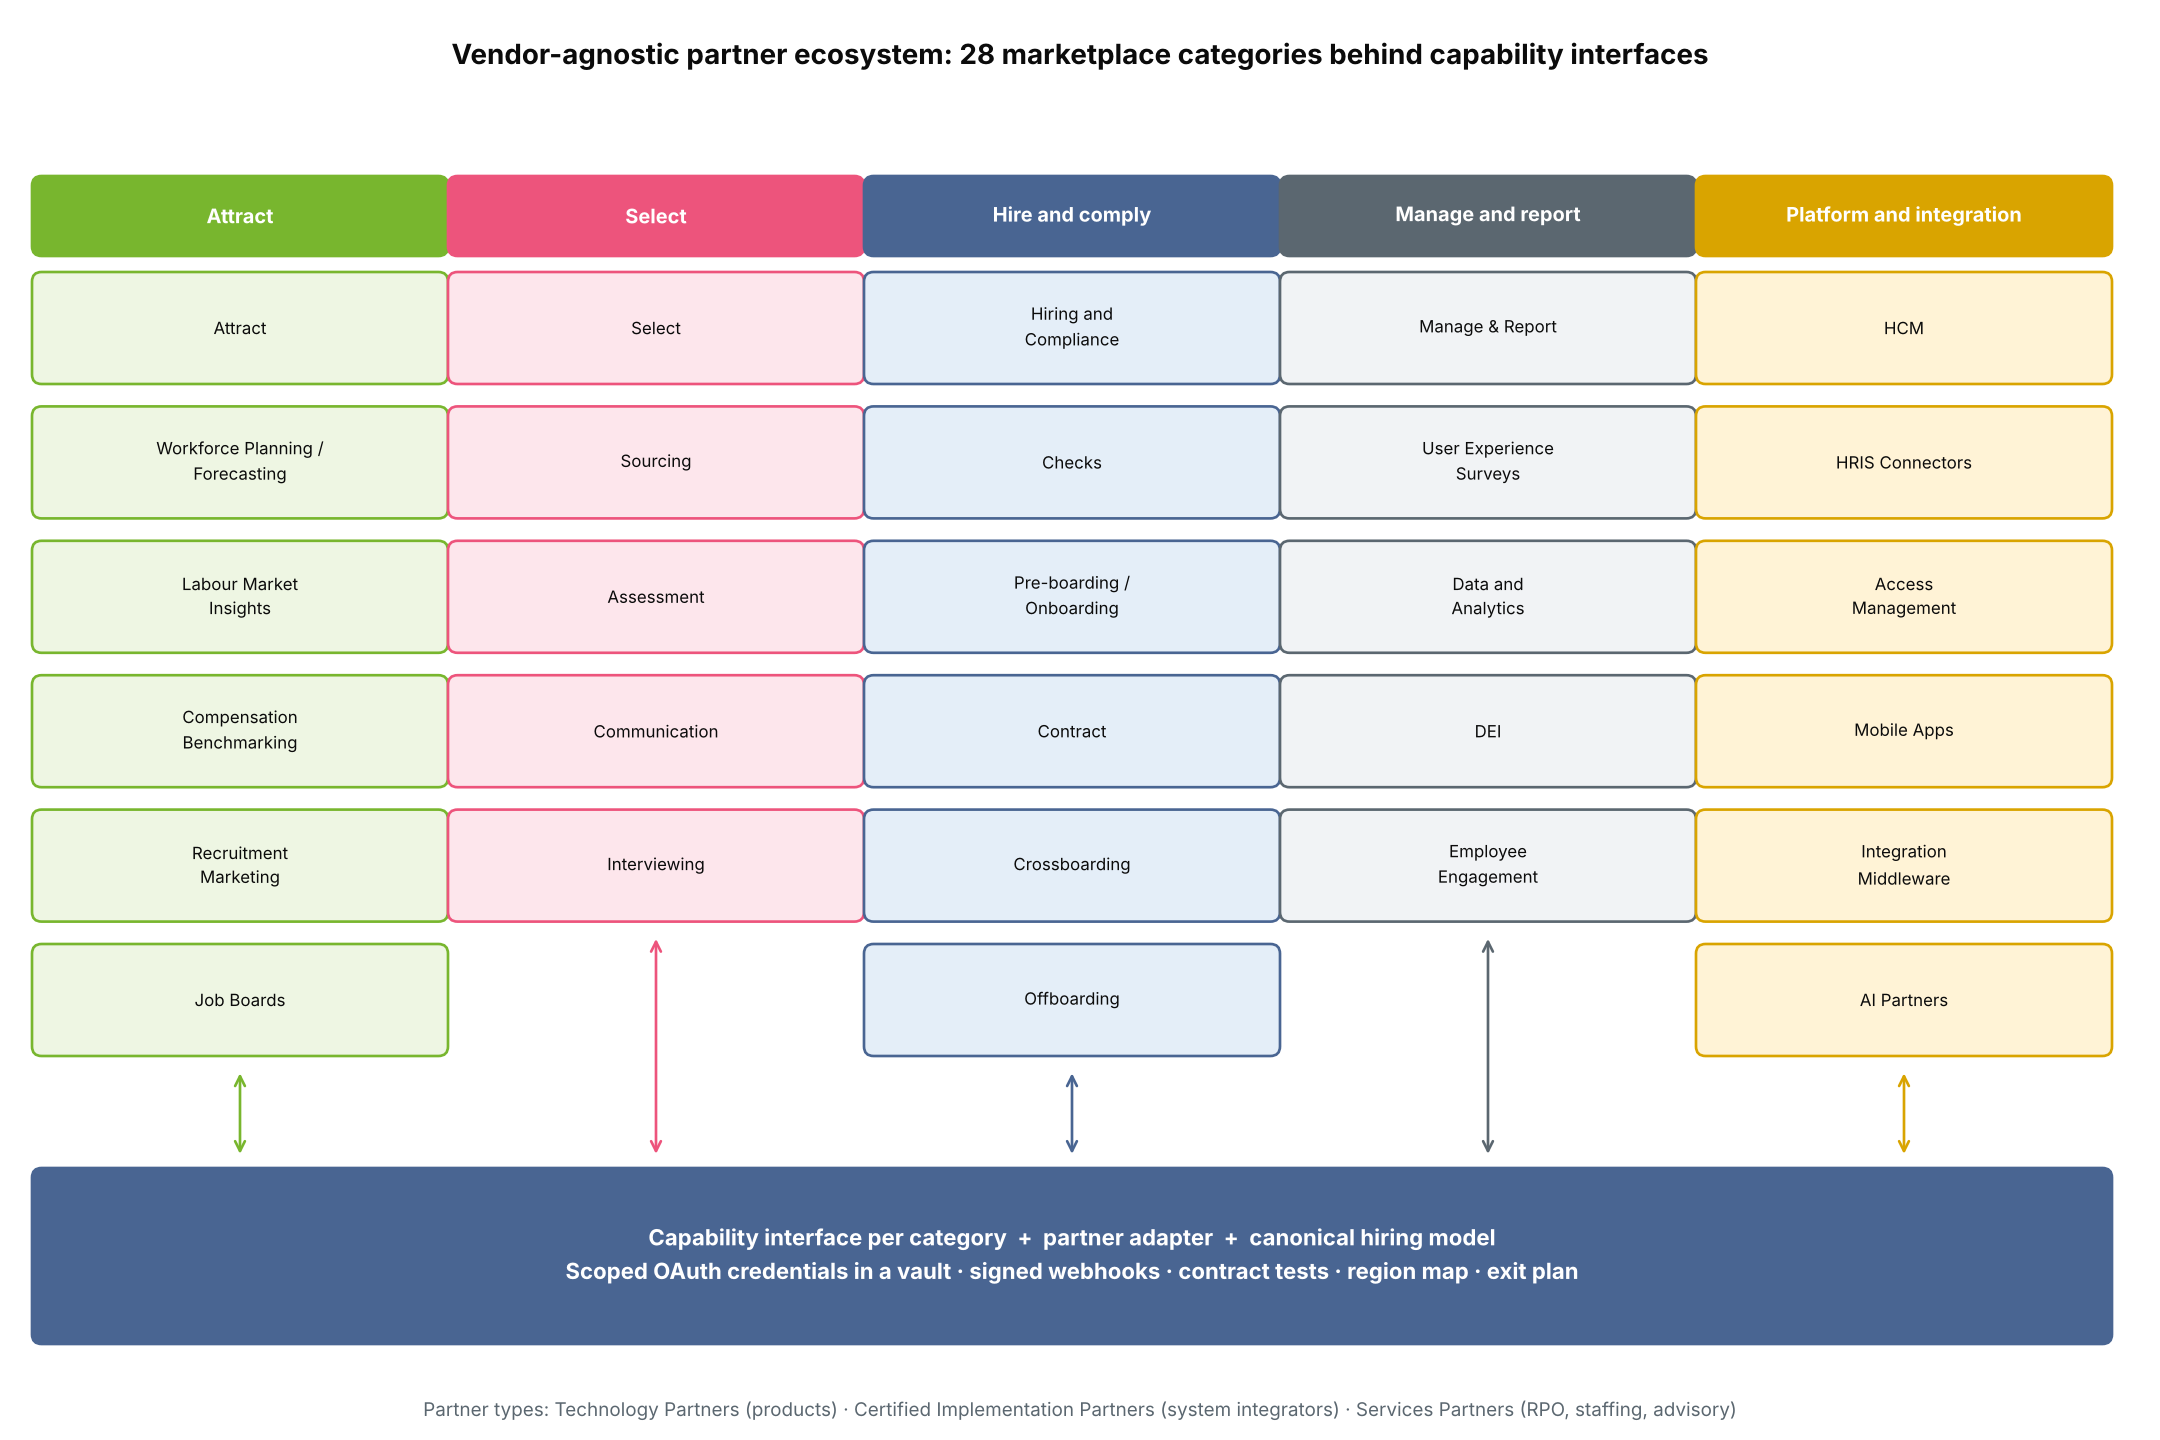 Vendor-agnostic partner ecosystem: 28 marketplace categories behind capability interfaces
Attract
Select
Hire and comply
Manage and report
Platform and integration
Attract
Select
Hiring and
Compliance
Manage & Report
HCM
Workforce Planning /
Forecasting
Sourcing
Checks
User Experience
Surveys
HRIS Connectors
Labour Market
Insights
Assessment
Pre-boarding /
Onboarding
Data and
Analytics
Access
Management
Compensation
Benchmarking
Communication
Contract
DEI
Mobile Apps
Recruitment
Marketing
Interviewing
Crossboarding
Employee
Engagement
Integration
Middleware
Job Boards
Offboarding
AI Partners
Capability interface per category + partner adapter + canonical hiring model
Scoped OAuth credentials in a vault · signed webhooks · contract tests · region map · exit plan
Partner types: Technology Partners (products) · Certified Implementation Partners (system integrators) · Services Partners (RPO, staffing, advisory)